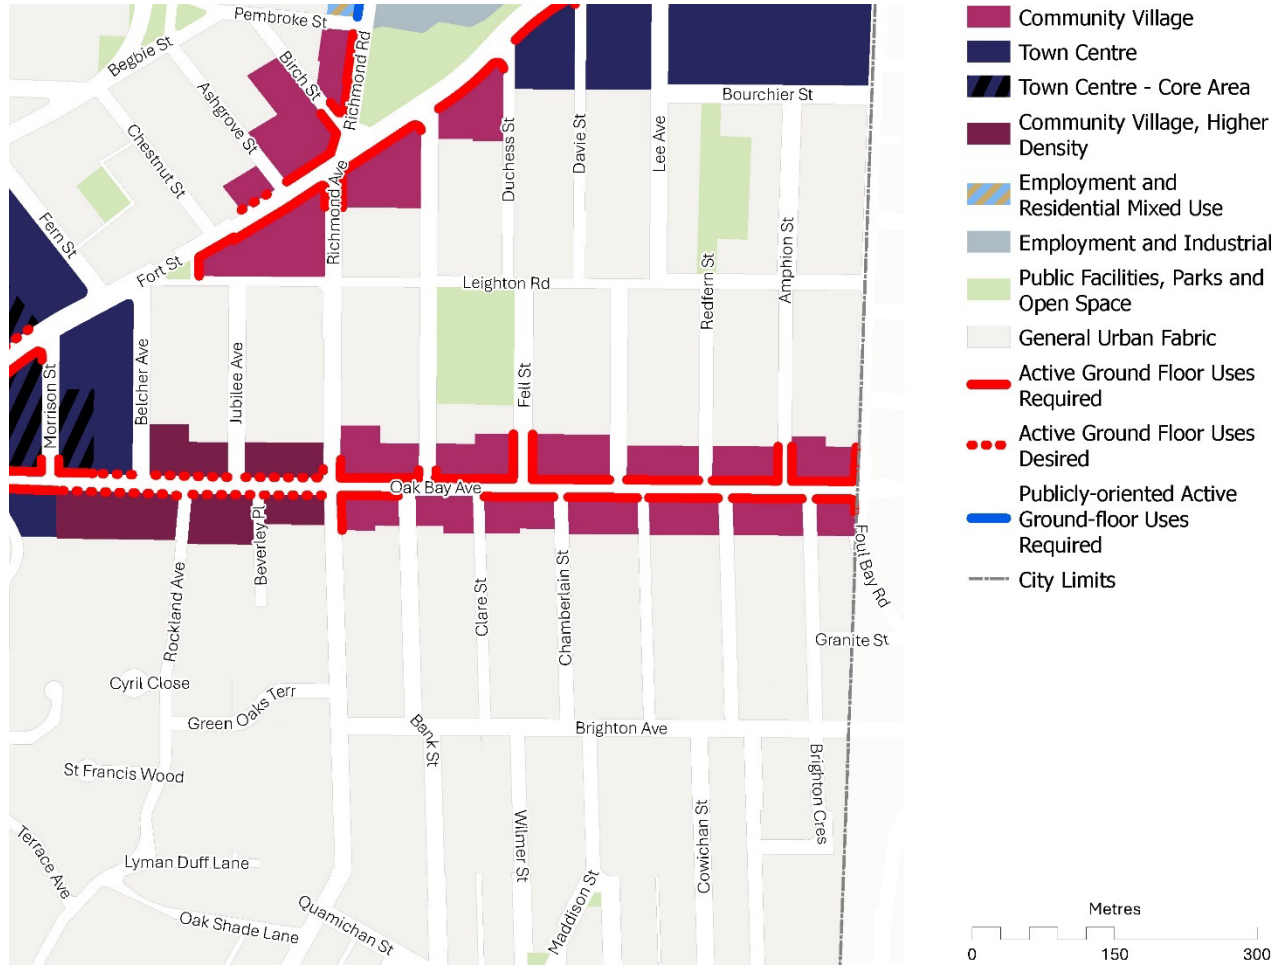 Pembroke St
Begbie St
Birch St
Richmond Rd
Ashgrove St
Chestnut St
Fern St
Fort St
Richmond Ave
Duchess St
Davie St
Lee Ave
Bourchier St
Leighton Rd
Redfern St
Amphion St
Morrison St
Belcher Ave
Jubilee Ave
Fell St
Oak Bay Ave
Rockland Ave
Beverley Pl
Clare St
Chamberlain St
Foul Bay Rd
Granite St
Cyril Close
Green Oaks Terr
Bank St
Brighton Ave
St Francis Wood
Brighton Cres
Terrace Ave
Lyman Duff Lane
Wilmer St
Cowichan St
Maddison St
Oak Shade Lane
Quamichan St
Community Village
Town Centre
Town Centre - Core Area
Community Village, Higher
Density
Employment and
Residential Mixed Use
Employment and Industrial
Public Facilities, Parks and
Open Space
General Urban Fabric
Active Ground Floor Uses
Required
Active Ground Floor Uses
Desired
Publicly-oriented Active
Ground-floor Uses
Required
City Limits
Metres
0 150 300